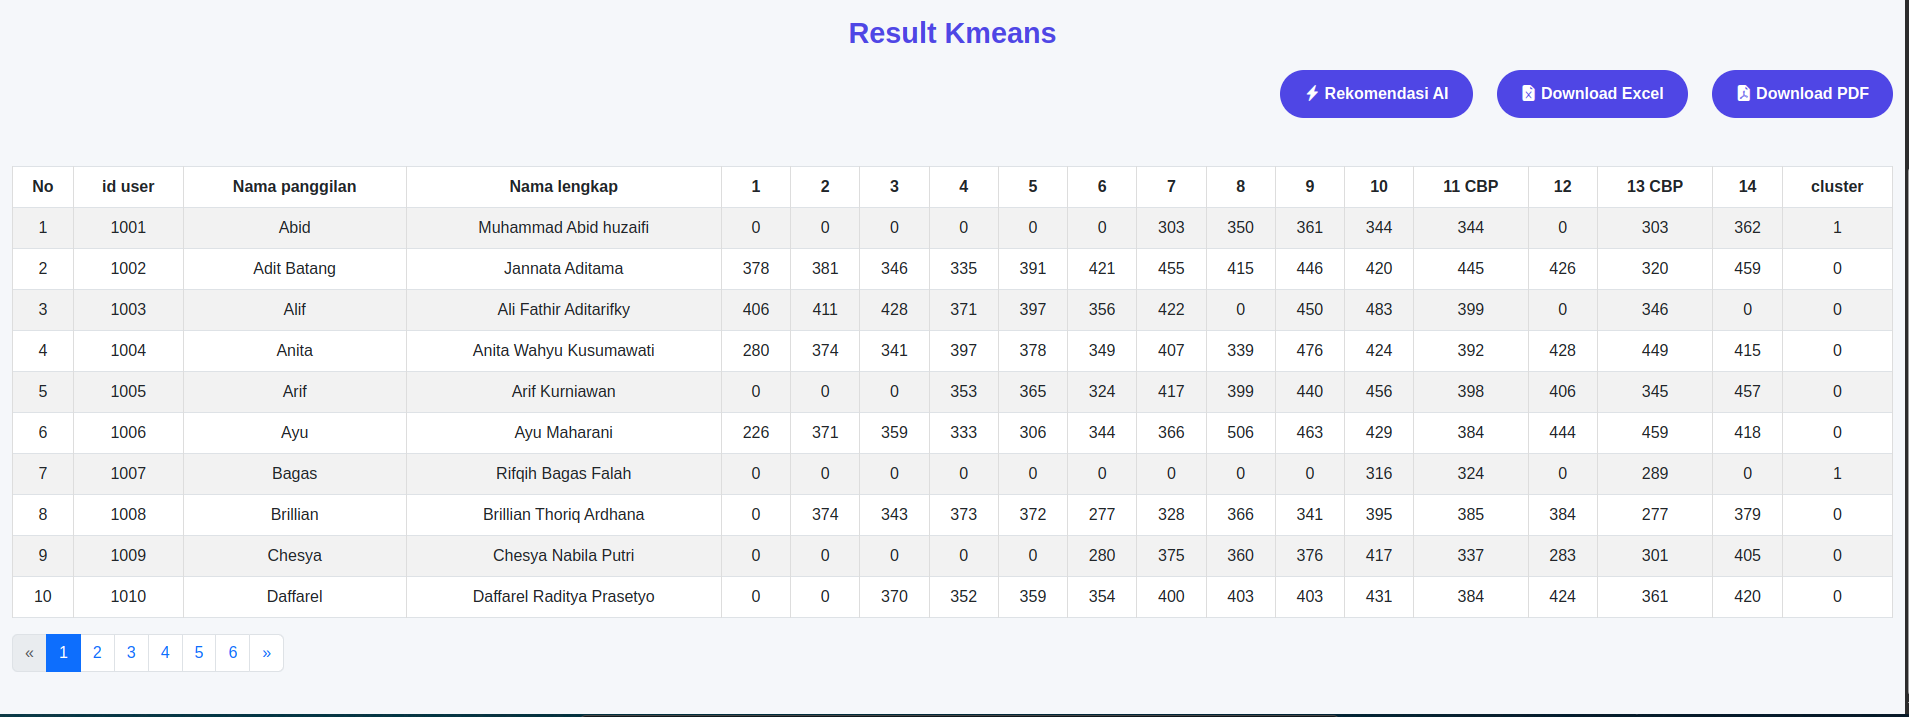 Result Kmeans
Rekomendasi AI Download Excel Download PDF
No id user Nama panggilan Nama lengkap 1 2 3 4 5 6 7 8 9 10 11 CBP 12 13 CBP 14 cluster
1 1001 Abid Muhammad Abid huzaifi 0 0 0 0 0 0 303 350 361 344 344 0 303 362 1
2 1002 Adit Batang Jannata Aditama 378 381 346 335 391 421 455 415 446 420 445 426 320 459 0
3 1003 Alif Ali Fathir Aditarifky 406 411 428 371 397 356 422 0 450 483 399 0 346 0 0
4 1004 Anita Anita Wahyu Kusumawati 280 374 341 397 378 349 407 339 476 424 392 428 449 415 0
5 1005 Arif Arif Kurniawan 0 0 0 353 365 324 417 399 440 456 398 406 345 457 0
6 1006 Ayu Ayu Maharani 226 371 359 333 306 344 366 506 463 429 384 444 459 418 0
7 1007 Bagas Rifqih Bagas Falah 0 0 0 0 0 0 0 0 0 316 324 0 289 0 1
8 1008 Brillian Brillian Thoriq Ardhana 0 374 343 373 372 277 328 366 341 395 385 384 277 379 0
9 1009 Chesya Chesya Nabila Putri 0 0 0 0 0 280 375 360 376 417 337 283 301 405 0
10 1010 Daffarel Daffarel Raditya Prasetyo 0 0 370 352 359 354 400 403 403 431 384 424 361 420 0
« 1 2 3 4 5 6 »